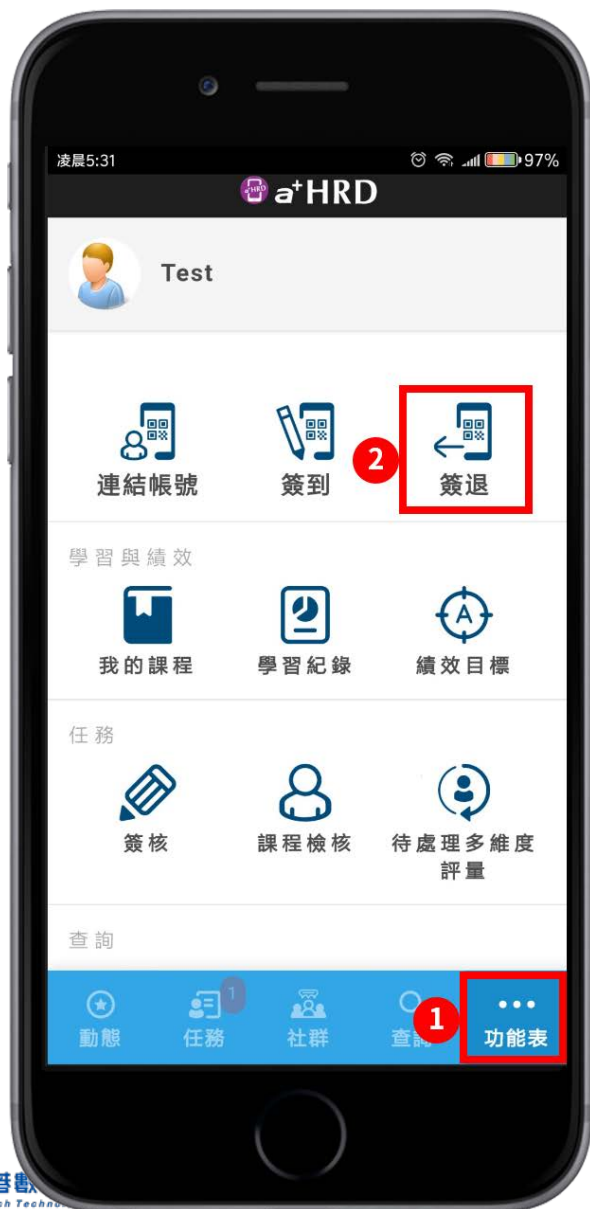 凌晨5:31 97%
a+HRD
Test
連結帳號 簽到 2 簽退
學習與績效
我的課程 學習紀錄 績效目標
任務
簽核 課程檢核 待處理多維度
評量
查詢
1
動態 任務 社群 1 功能表